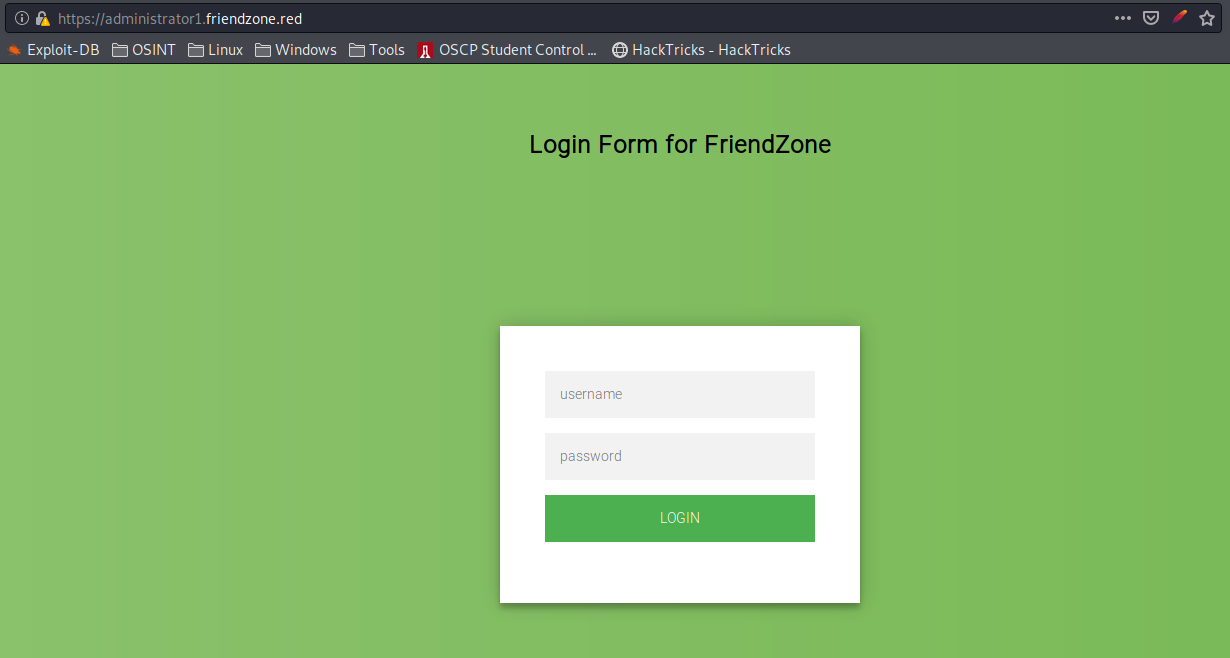 https://administrator1.friendzone.red
Exploit-DB OSINT Linux Windows Tools OSCP Student Control ... HackTricks - HackTricks
Login Form for FriendZone
username
password
LOGIN